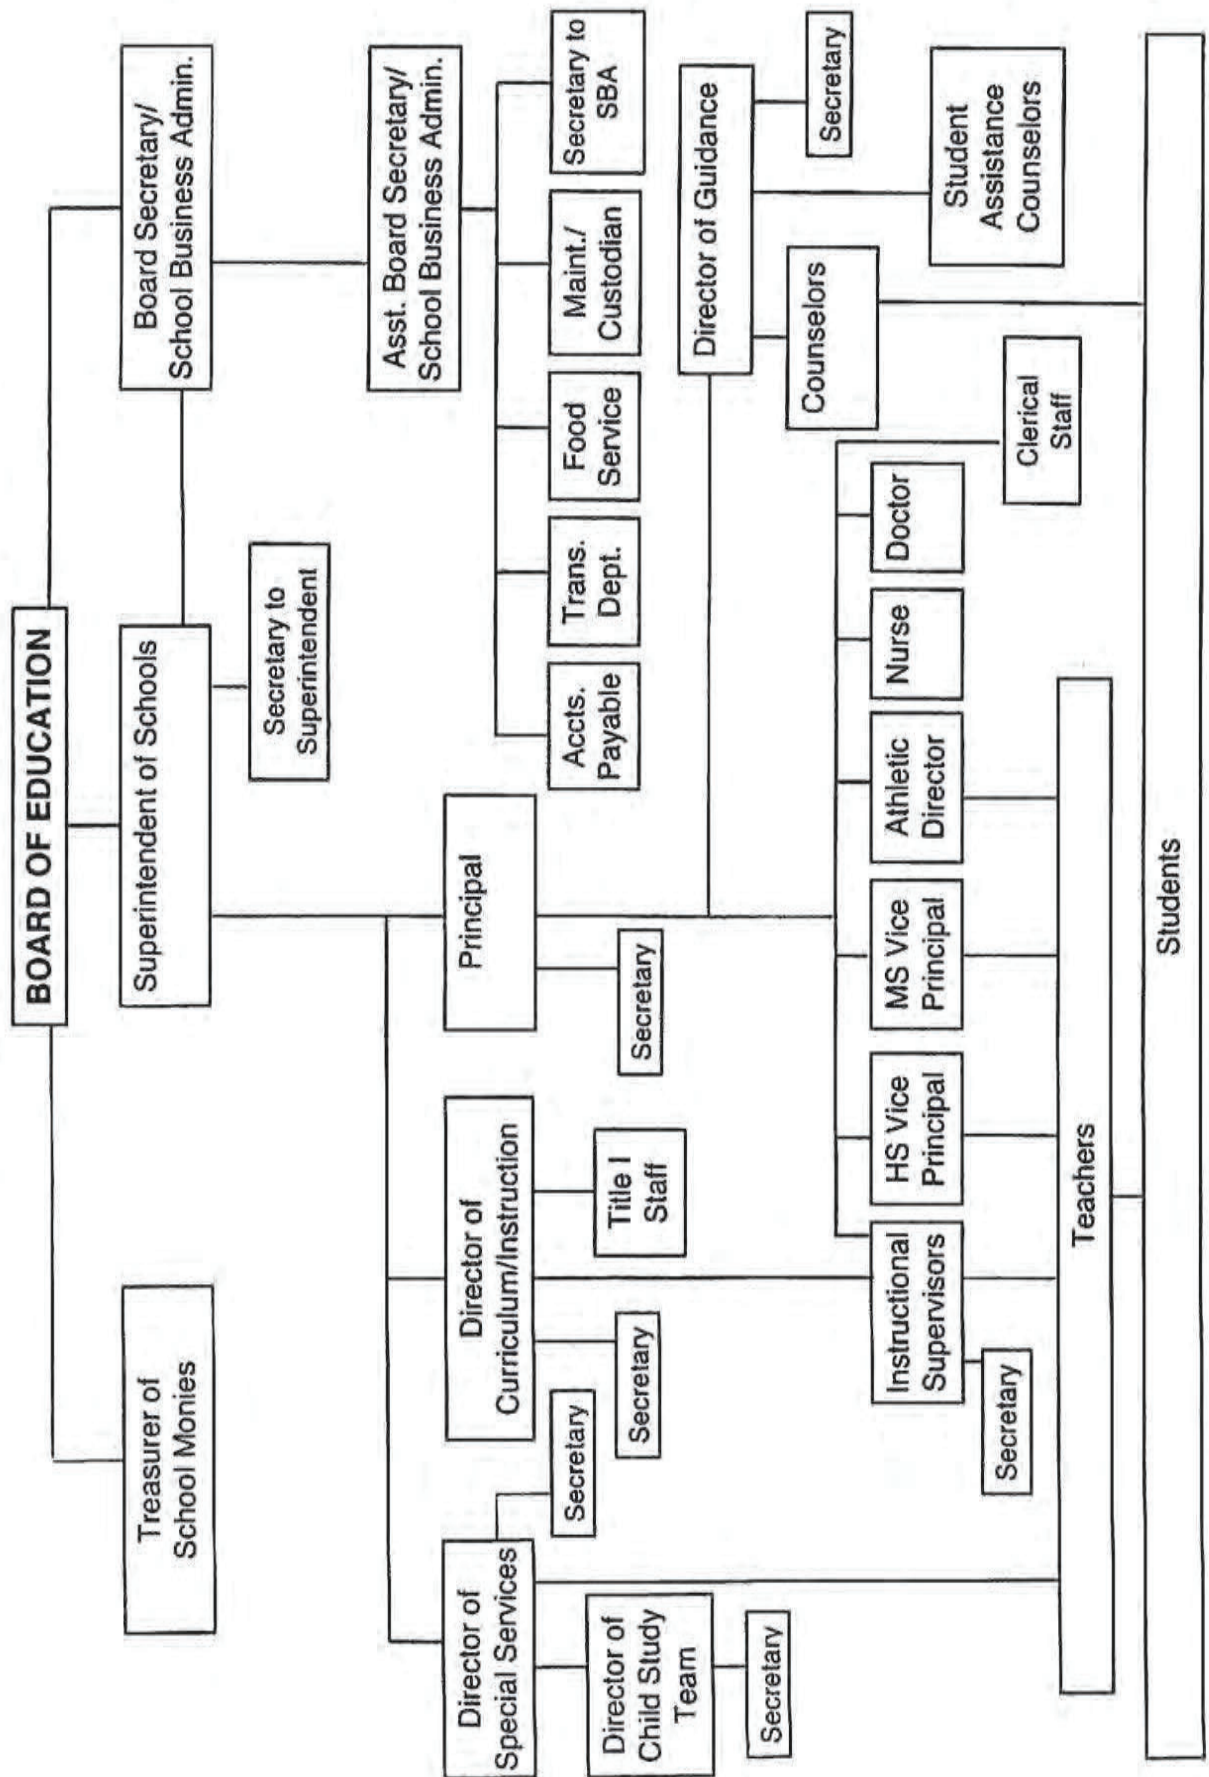 BOARD OF EDUCATION
Treasurer of
School Monies
Superintendent of Schools
Board Secretary/
School Business Admin.
Secretary to
Superintendent
Asst. Board Secretary/
School Business Admin.
Director of
Special Services
Director of
Curriculum/Instruction
Principal
Accts.
Payable
Trans.
Dept.
Food
Service
Maint./
Custodian
Secretary to
SBA
Secretary
Director of
Child Study
Team
Secretary
Title I
Staff
Secretary
Director of Guidance
Secretary
Counselors
Secretary
Instructional
Supervisors
HS Vice
Principal
MS Vice
Principal
Athletic
Director
Nurse
Doctor
Student
Assistance
Counselors
Secretary
Clerical
Staff
Teachers
Students